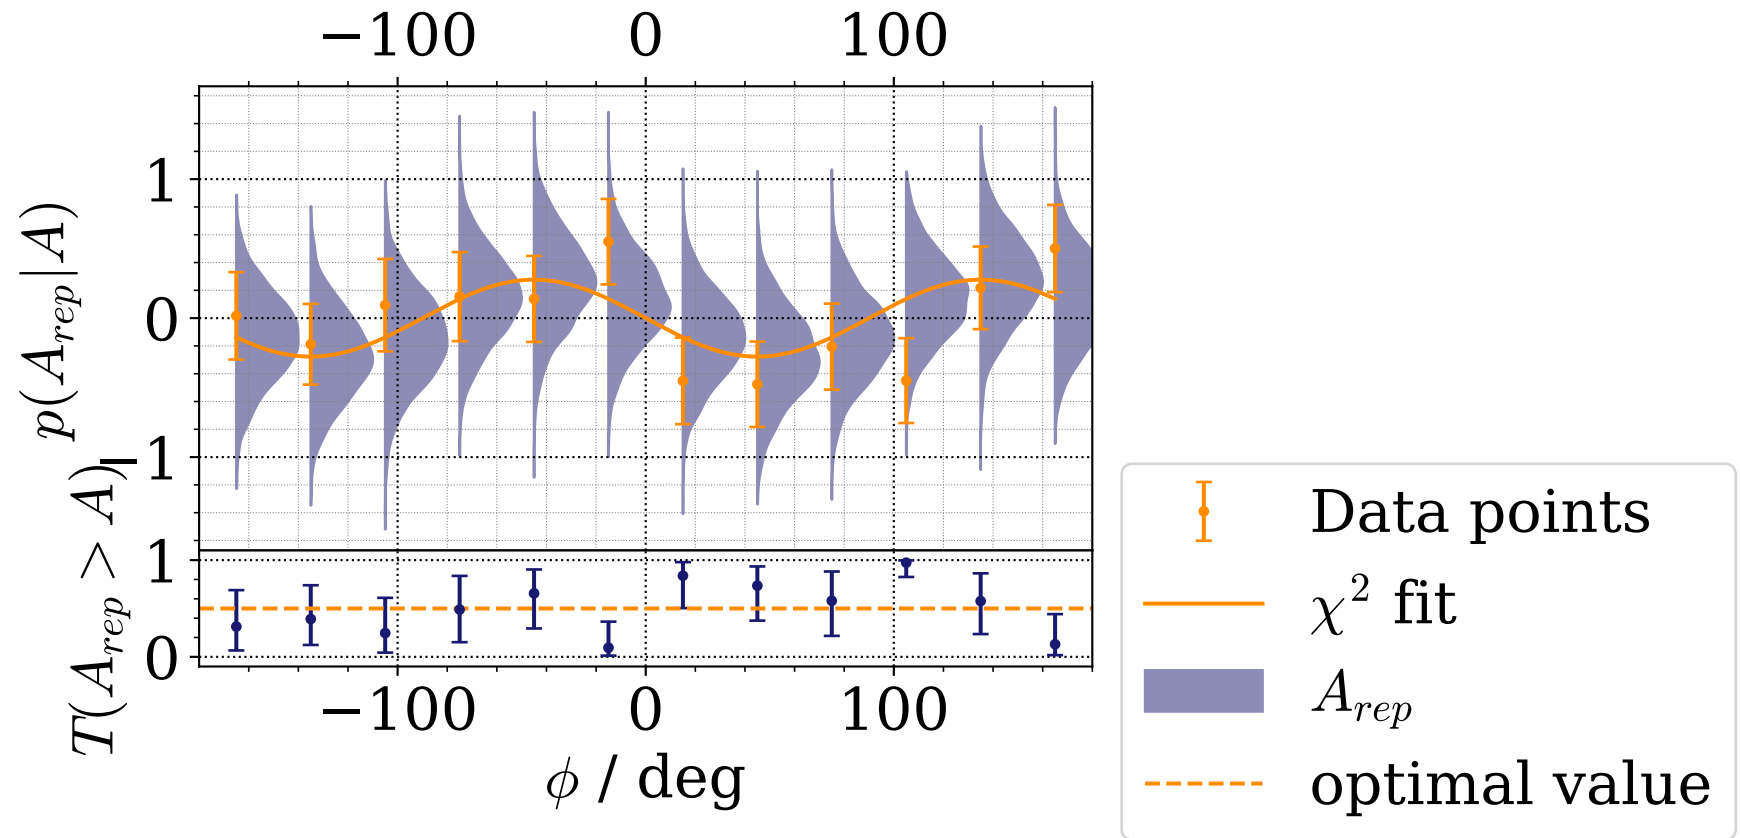 −100 0 100
p(A_rep|A)
1
0
−1
T(A_rep > A)
1
0
−100 0 100
ϕ / deg
Data points
χ² fit
A_rep
optimal value